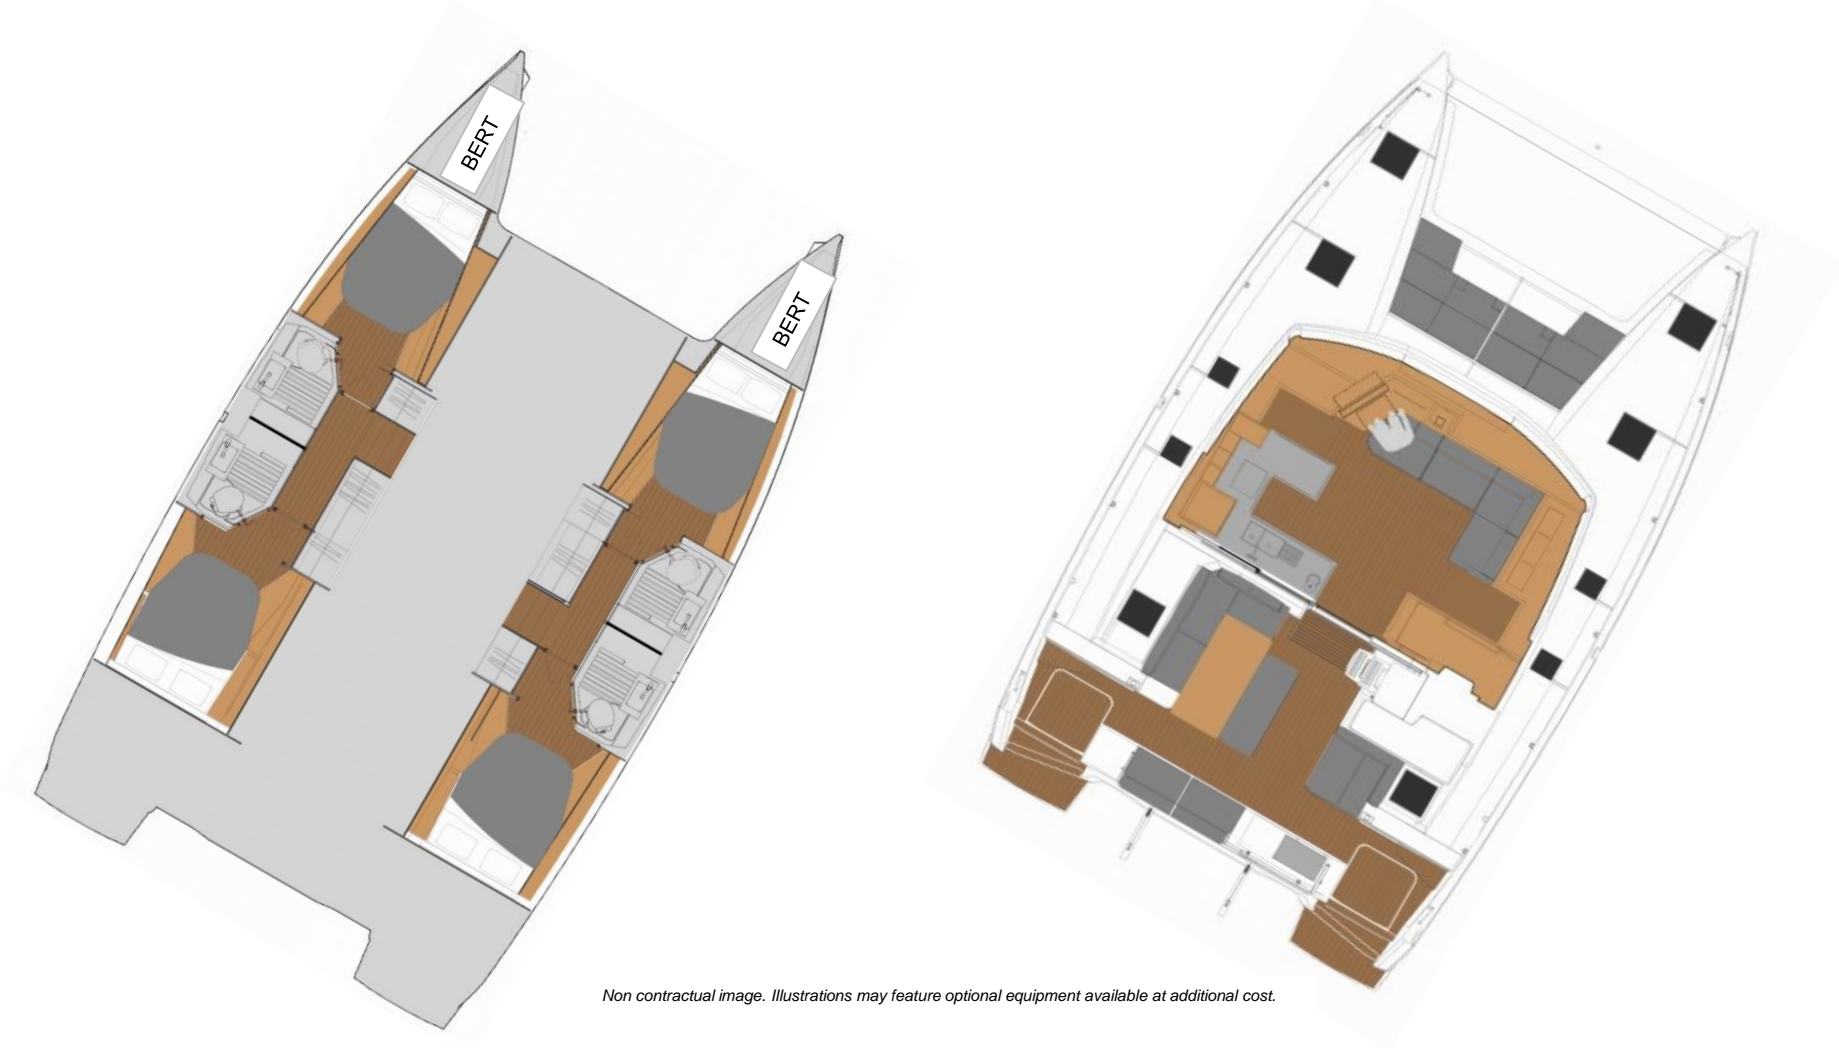 BERT
BERT
Non contractual image. Illustrations may feature optional equipment available at additional cost.